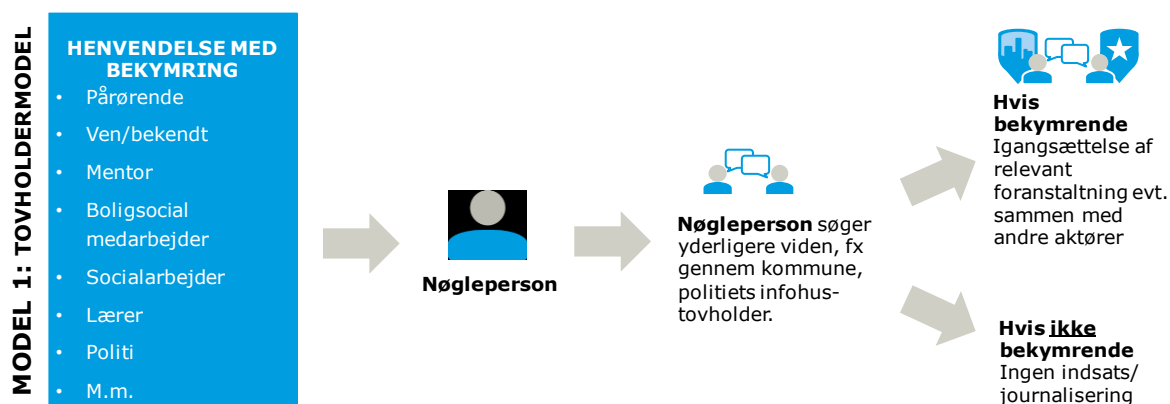 MODEL 1: TOVHOLDERMODEL
HENVENDELSE MED
BEKYMRING
• Pårørende
• Ven/bekendt
• Mentor
• Boligsocial
medarbejder
• Socialarbejder
• Lærer
• Politi
• M.m.
Nøgleperson
Nøgleperson søger
yderligere viden, fx
gennem kommune,
politiets infohus-
tovholder.
Hvis
bekymrende
Igangsættelse af
relevant
foranstaltning evt.
sammen med
andre aktører
Hvis ikke
bekymrende
Ingen indsats/
journalisering